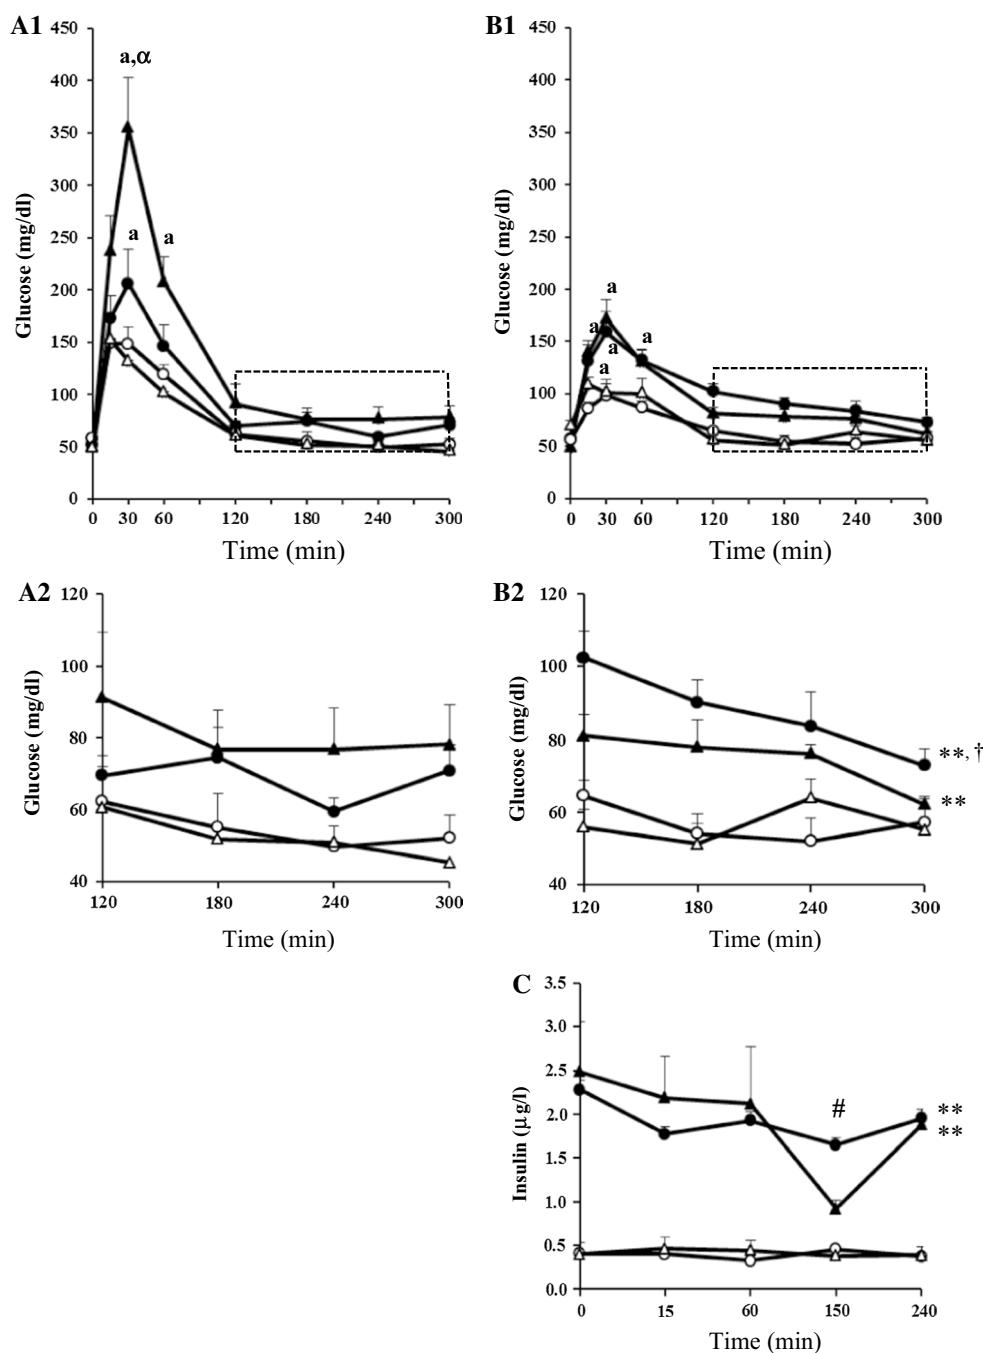 A1
450
400
350
300
250
200
150
100
50
0
Glucose (mg/dl)
a,α
a
a
0 30 60 120 180 240 300
Time (min)
B1
450
400
350
300
250
200
150
100
50
0
Glucose (mg/dl)
a
a
a
a
a
0 30 60 120 180 240 300
Time (min)
A2
120
100
80
60
40
Glucose (mg/dl)
120 180 240 300
Time (min)
B2
120
100
80
60
40
Glucose (mg/dl)
**, †
**
120 180 240 300
Time (min)
C
3.5
3.0
2.5
2.0
1.5
1.0
0.5
0.0
Insulin (µg/l)
#
**
**
0 15 60 150 240
Time (min)